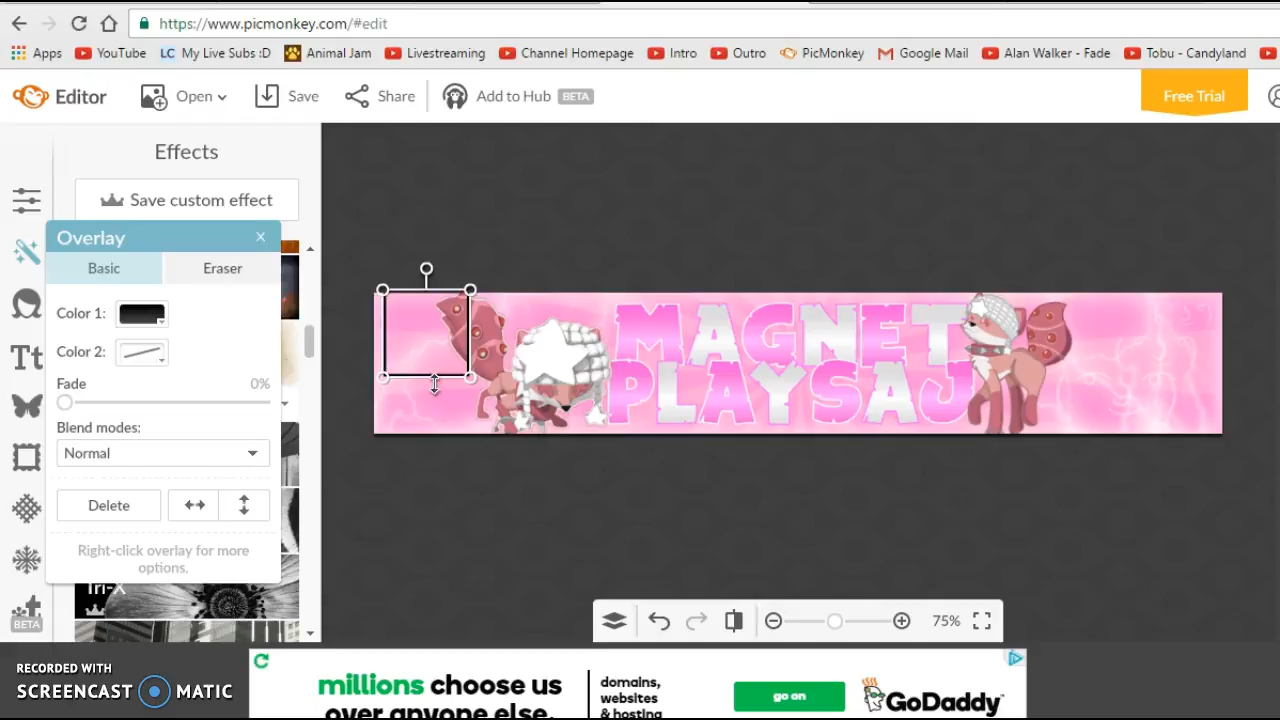 https://www.picmonkey.com/#edit
Apps YouTube LC My Live Subs :D Animal Jam Livestreaming Channel Homepage Intro Outro PicMonkey Google Mail Alan Walker - Fade Tobu - Candyland
Editor Open Save Share Add to Hub BETA Free Trial
Effects
Save custom effect
Overlay
Basic Eraser
Color 1:
Color 2:
Fade 0%
Blend modes:
Normal
Delete
Right-click overlay for more
options.
Tri-X
Tt
BETA
MAGNET
PLAYSAJ
75%
RECORDED WITH
SCREENCAST MATIC
millions choose us
over anyone else.
domains,
websites
& hosting
go on
GoDaddy